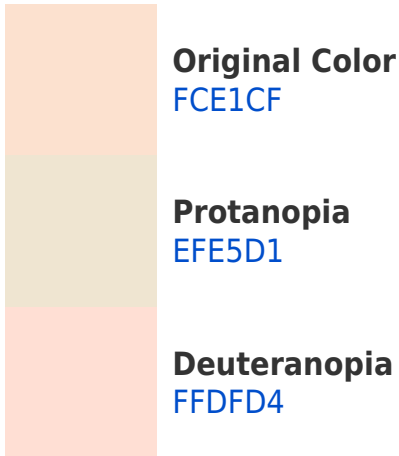 Original Color
FCE1CF
Protanopia
EFE5D1
Deuteranopia
FFDFD4